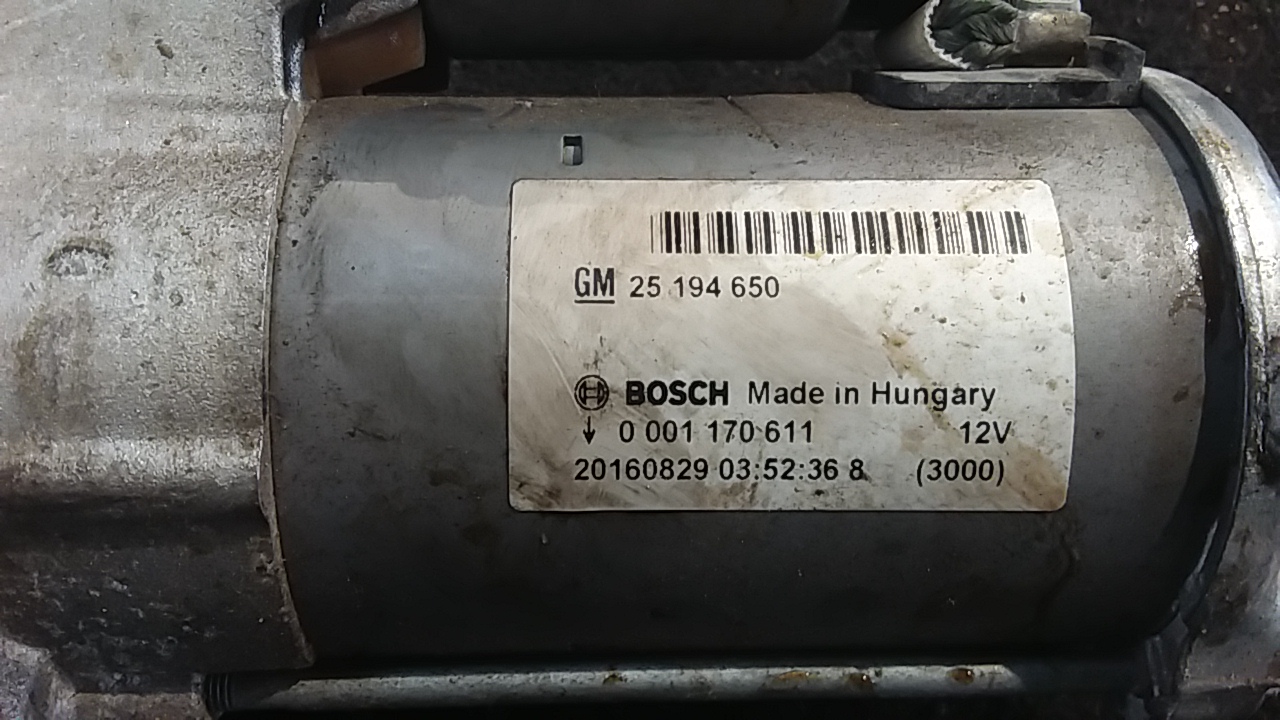 GM 25 194 650
BOSCH Made in Hungary
0 001 170 611 12V
20160829 03:52:36 8 (3000)